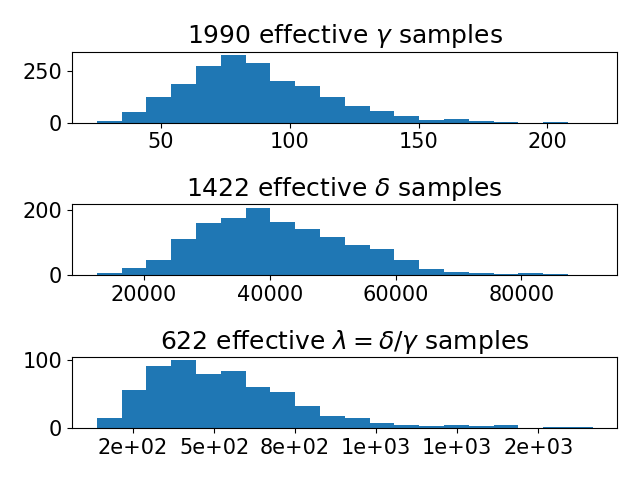 1990 effective γ samples
250
0
50 100 150 200
1422 effective δ samples
200
0
20000 40000 60000 80000
622 effective λ = δ/γ samples
100
0
2e+02 5e+02 8e+02 1e+03 1e+03 2e+03